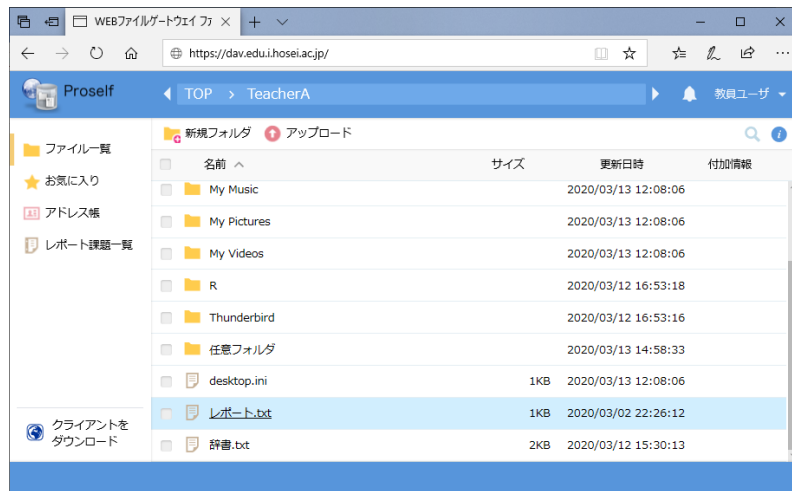 WEBファイルゲートウェイ ファ
https://dav.edu.i.hosei.ac.jp/
Proself
TOP > TeacherA
教員ユーザ
ファイル一覧
お気に入り
アドレス帳
レポート課題一覧
クライアントを
ダウンロード
新規フォルダ アップロード
名前 サイズ 更新日時 付加情報
My Music 2020/03/13 12:08:06
My Pictures 2020/03/13 12:08:06
My Videos 2020/03/13 12:08:06
R 2020/03/12 16:53:18
Thunderbird 2020/03/12 16:53:16
任意フォルダ 2020/03/13 14:58:33
desktop.ini 1KB 2020/03/13 12:08:06
レポート.txt 1KB 2020/03/02 22:26:12
辞書.txt 2KB 2020/03/12 15:30:13